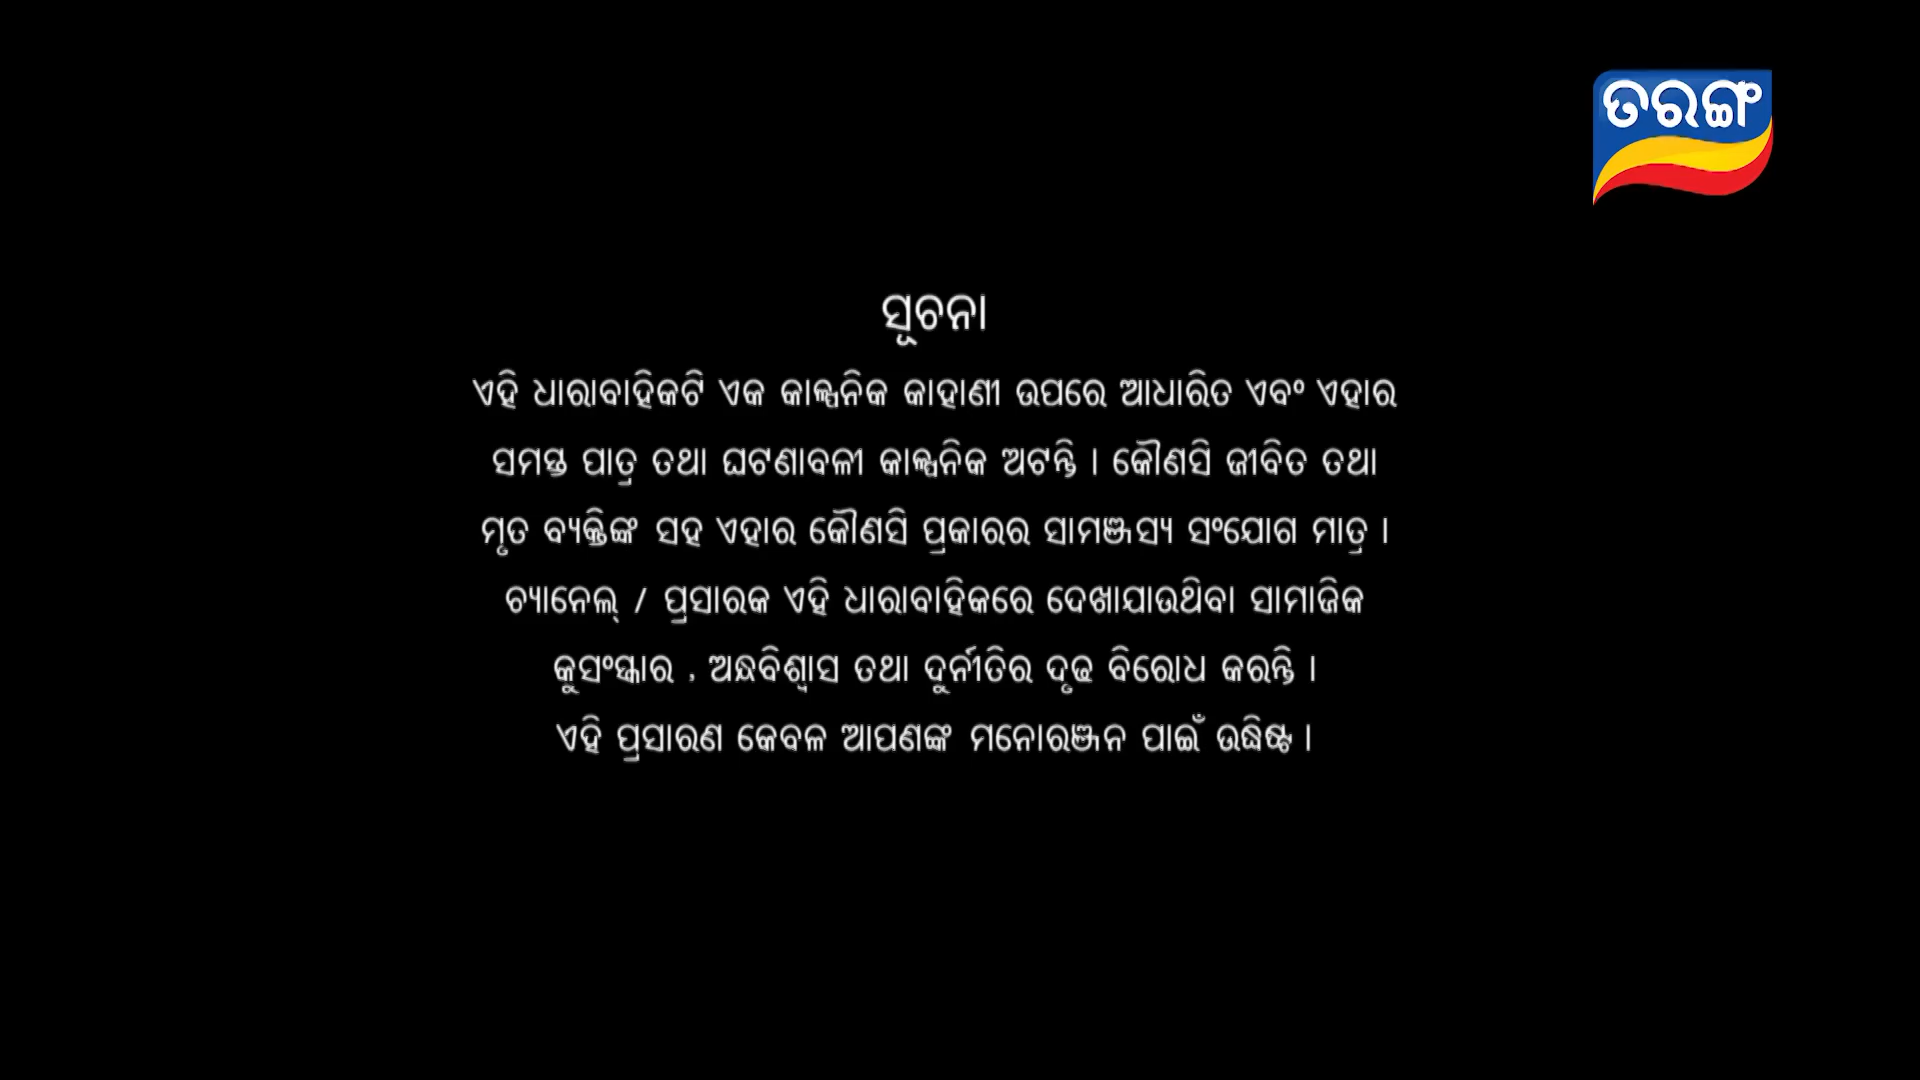 ତରଙ୍ଗ
ସୂଚନା
ଏହି ଧାରାବାହିକଟି ଏକ କାଳ୍ପନିକ କାହାଣୀ ଉପରେ ଆଧାରିତ ଏବଂ ଏହାର
ସମସ୍ତ ପାତ୍ର ତଥା ଘଟଣାବଳୀ କାଳ୍ପନିକ ଅଟନ୍ତି । କୌଣସି ଜୀବିତ ତଥା
ମୃତ ବ୍ୟକ୍ତିଙ୍କ ସହ ଏହାର କୌଣସି ପ୍ରକାରର ସାମଞ୍ଜସ୍ୟ ସଂଯୋଗ ମାତ୍ର ।
ଚ୍ୟାନେଲ୍ / ପ୍ରସାରକ ଏହି ଧାରାବାହିକରେ ଦେଖାଯାଉଥିବା ସାମାଜିକ
କୁସଂସ୍କାର , ଅନ୍ଧବିଶ୍ୱାସ ତଥା ଦୁର୍ନୀତିର ଦୃଢ ବିରୋଧ କରନ୍ତି ।
ଏହି ପ୍ରସାରଣ କେବଳ ଆପଣଙ୍କ ମନୋରଞ୍ଜନ ପାଇଁ ଉଦ୍ଧିଷ୍ଟ ।